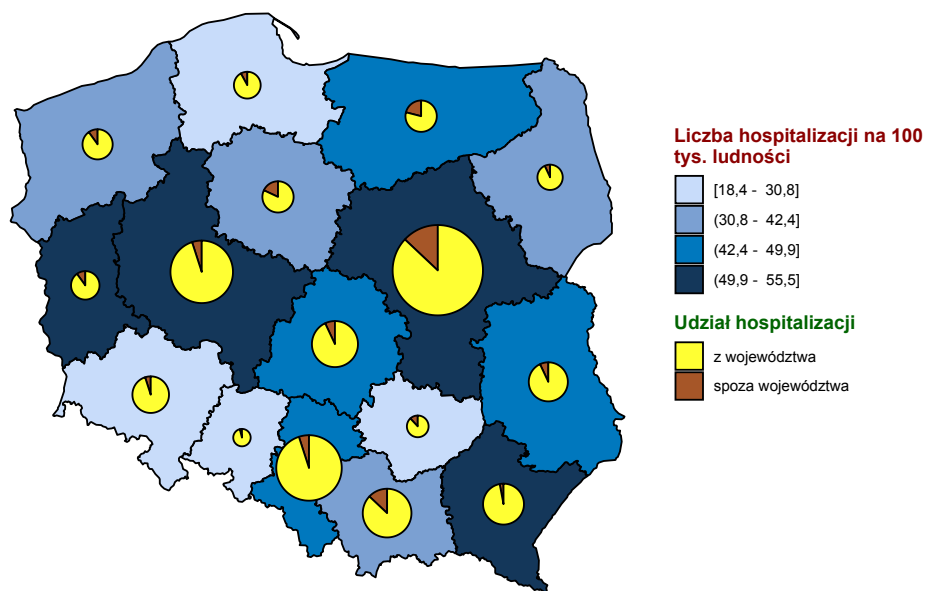 Liczba hospitalizacji na 100
tys. ludności
[18,4 - 30,8]
(30,8 - 42,4]
(42,4 - 49,9]
(49,9 - 55,5]
Udział hospitalizacji
z województwa
spoza województwa